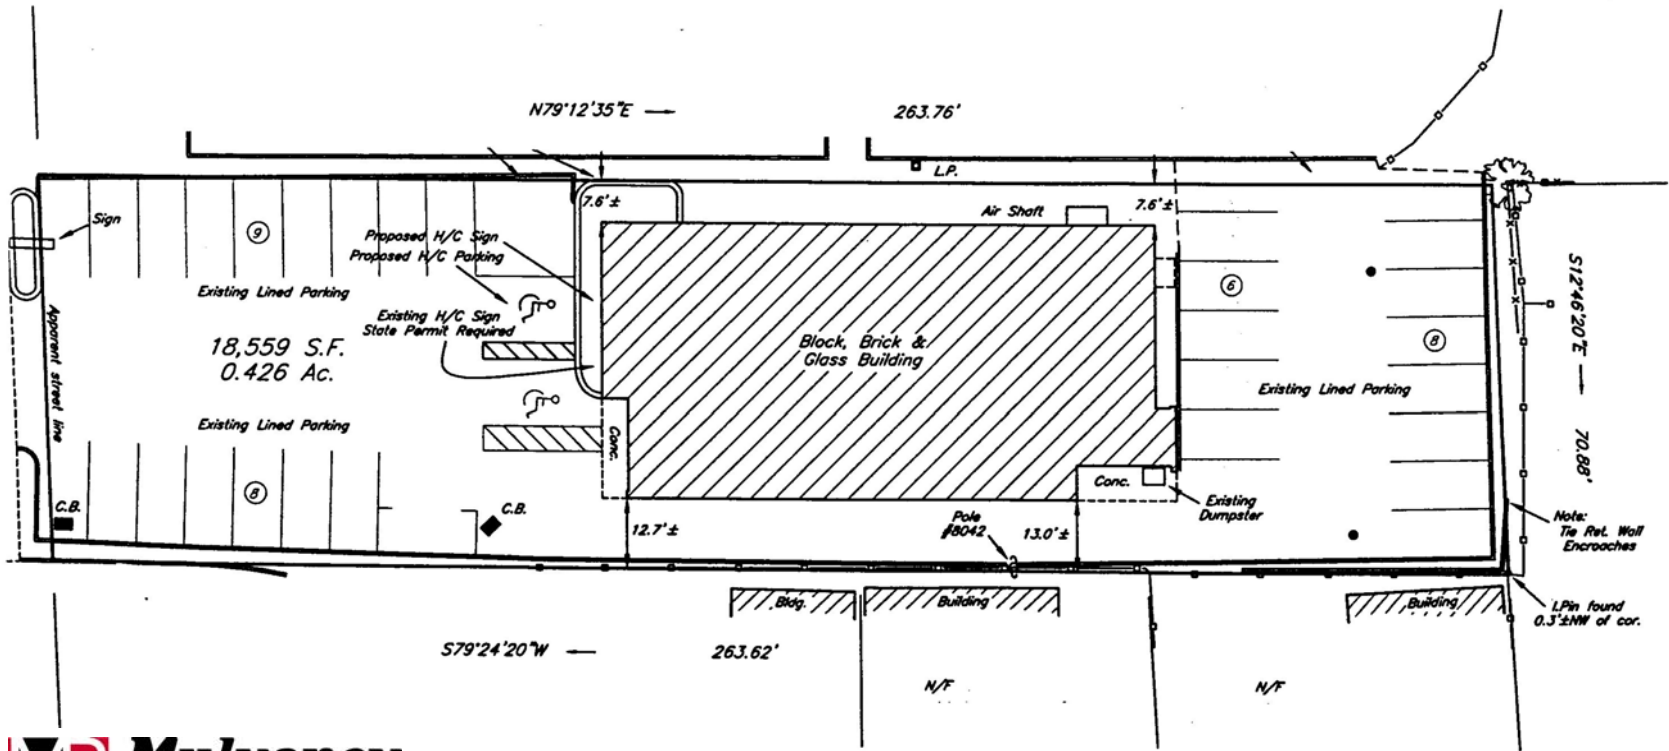 N79°12'35"E
263.76'
L.P.
Sign
9
7.6'±
Air Shaft
7.6'±
Proposed H/C Sign
Proposed H/C Parking
6
S12°46'20"E
70.88'
Existing Lined Parking
Existing H/C Sign
State Permit Required
Apparent street line
18,559 S.F.
0.426 Ac.
Block, Brick &
Glass Building
8
Existing Lined Parking
Existing Lined Parking
Conc.
8
C.B.
C.B.
12.7'±
Pole
#8042
13.0'±
Conc.
Existing
Dumpster
Note:
Tie Ret. Wall
Encroaches
Bldg.
Building
Building
I.Pin found
0.3'±NW of cor.
S79°24'20"W
263.62'
N/F
N/F